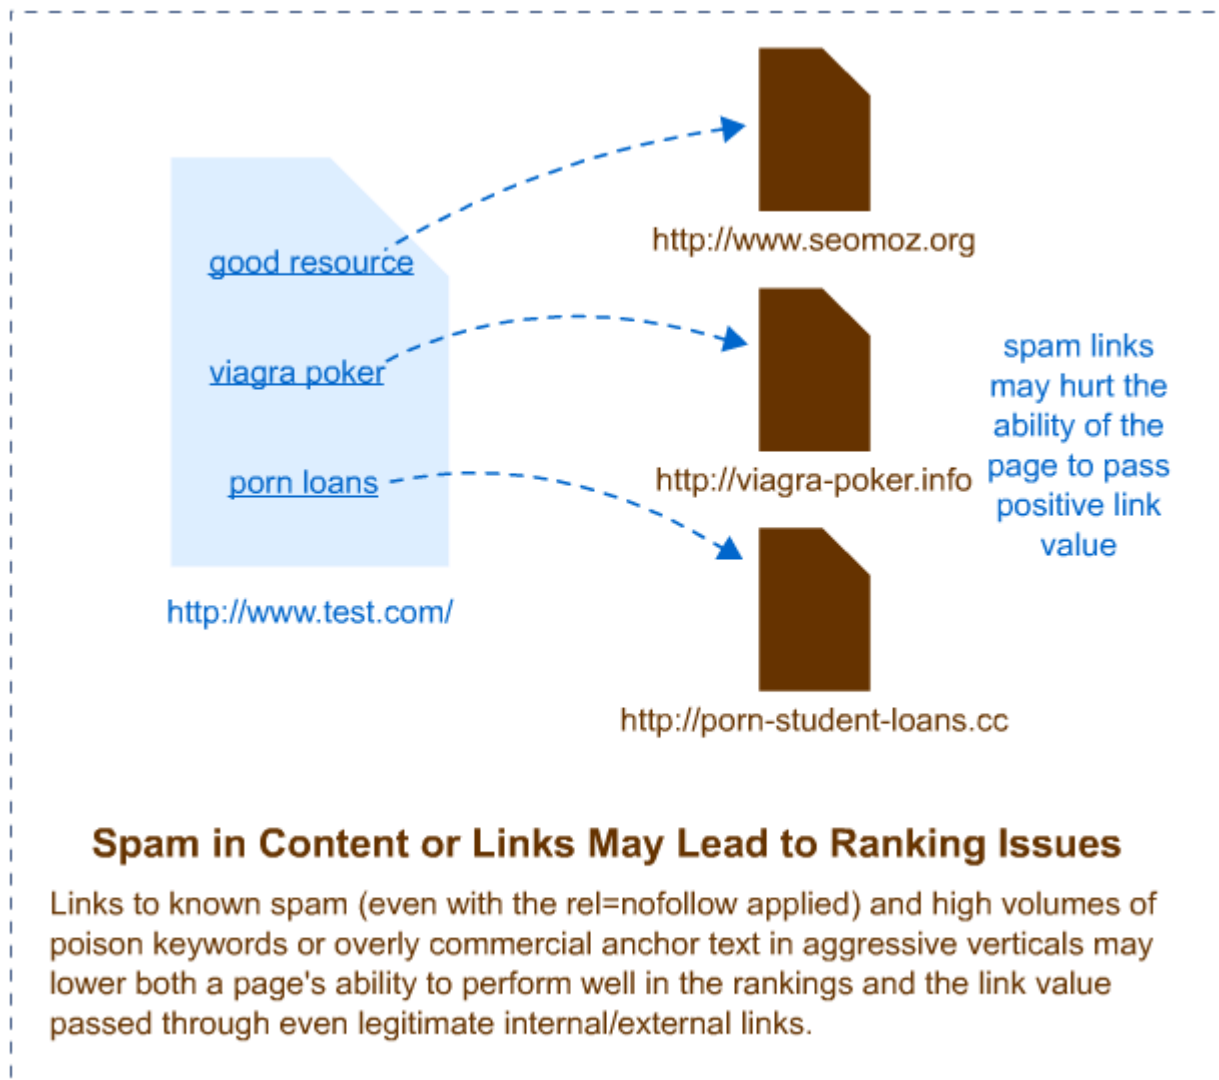 good resource
viagra poker
porn loans
http://www.test.com/
http://www.seomoz.org
http://viagra-poker.info
http://porn-student-loans.cc
spam links
may hurt the
ability of the
page to pass
positive link
value
Spam in Content or Links May Lead to Ranking Issues
Links to known spam (even with the rel=nofollow applied) and high volumes of
poison keywords or overly commercial anchor text in aggressive verticals may
lower both a page's ability to perform well in the rankings and the link value
passed through even legitimate internal/external links.